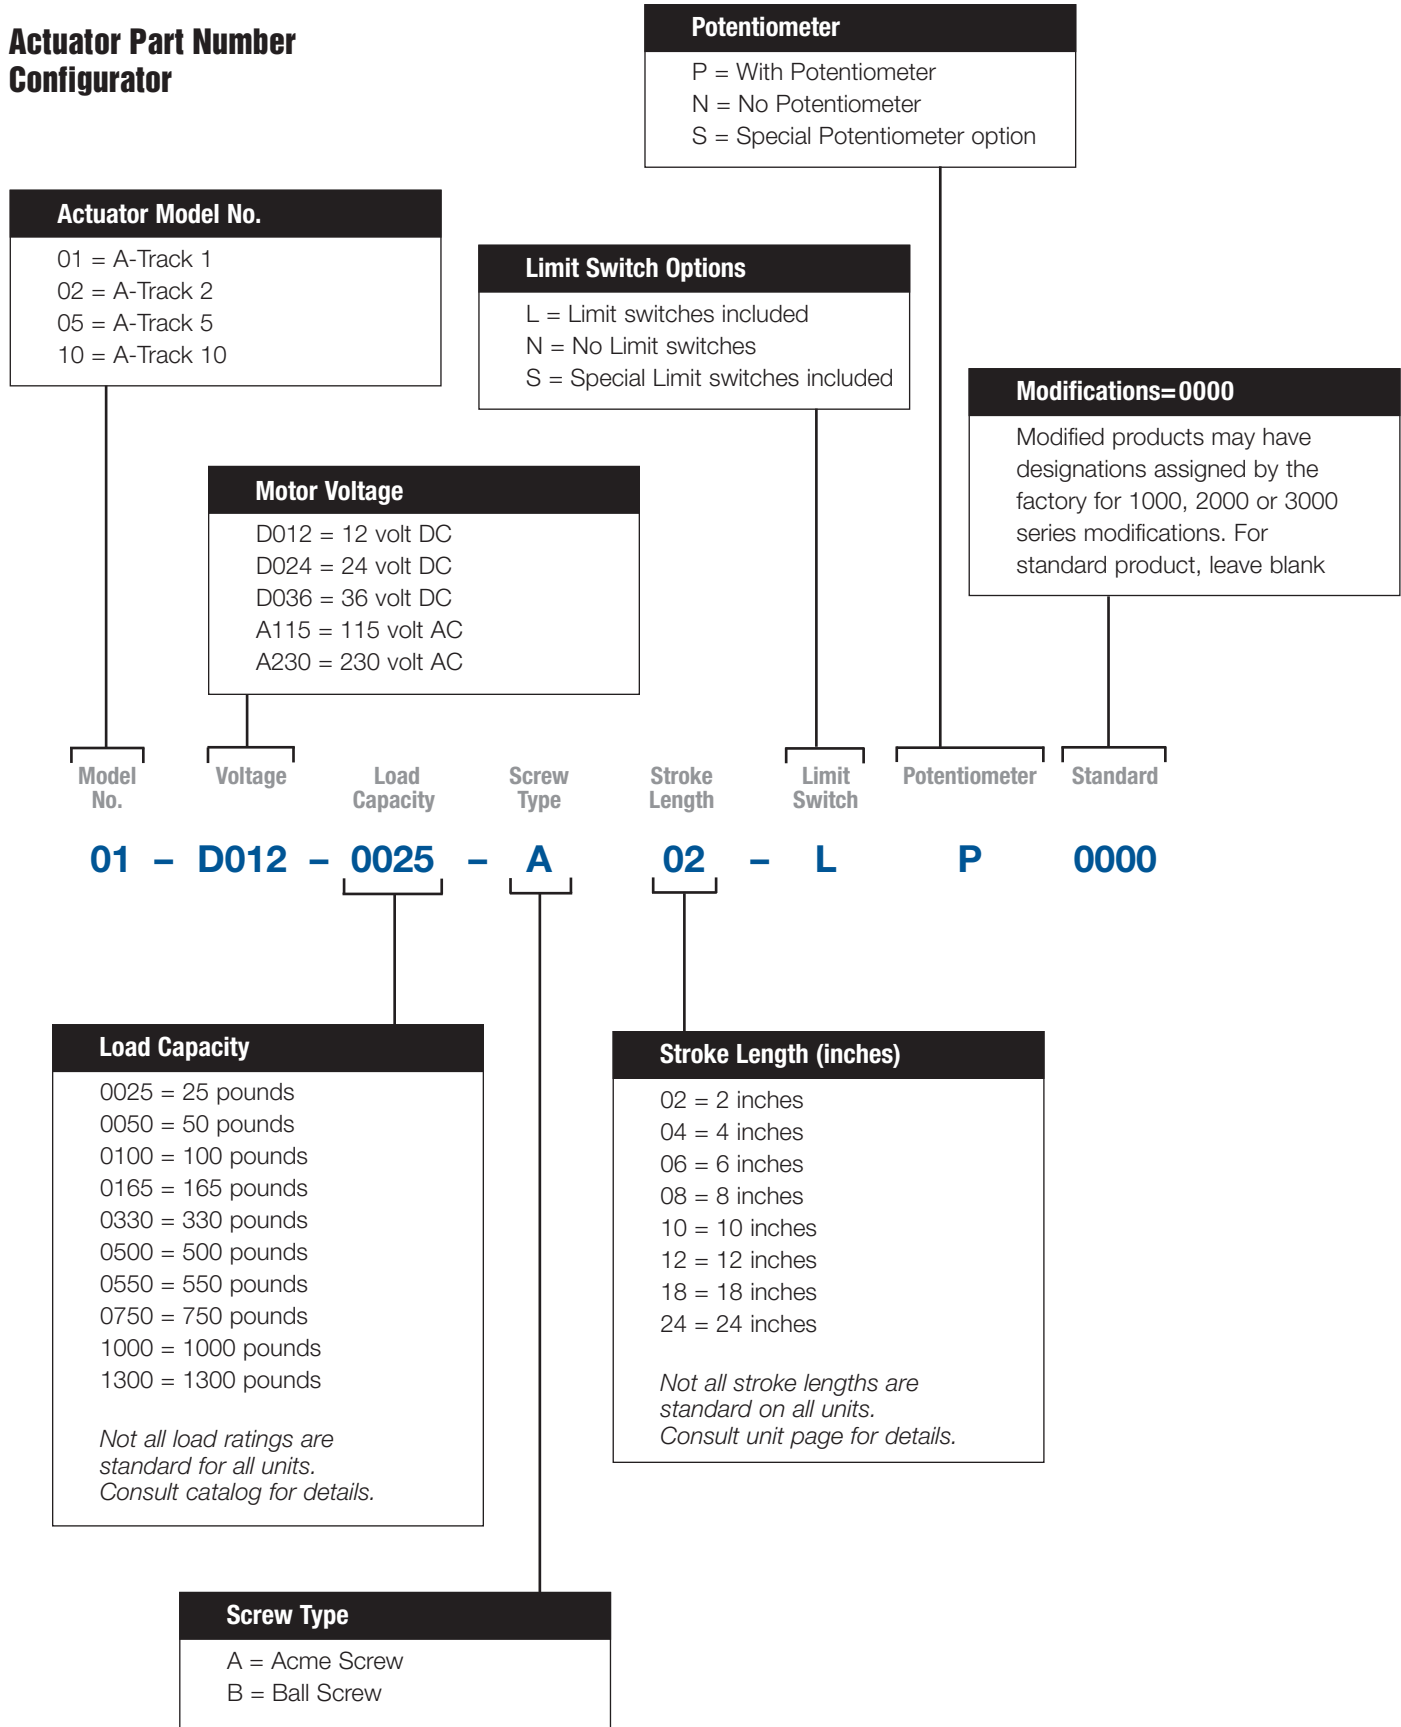 Actuator Part Number
Configurator
Potentiometer
P = With Potentiometer
N = No Potentiometer
S = Special Potentiometer option
Actuator Model No.
01 = A-Track 1
02 = A-Track 2
05 = A-Track 5
10 = A-Track 10
Limit Switch Options
L = Limit switches included
N = No Limit switches
S = Special Limit switches included
Modifications=0000
Modified products may have
designations assigned by the
factory for 1000, 2000 or 3000
series modifications. For
standard product, leave blank
Motor Voltage
D012 = 12 volt DC
D024 = 24 volt DC
D036 = 36 volt DC
A115 = 115 volt AC
A230 = 230 volt AC
Model
No.
Voltage
Load
Capacity
Screw
Type
Stroke
Length
Limit
Switch
Potentiometer
Standard
01 – D012 – 0025 – A 02 – L P 0000
Load Capacity
0025 = 25 pounds
0050 = 50 pounds
0100 = 100 pounds
0165 = 165 pounds
0330 = 330 pounds
0500 = 500 pounds
0550 = 550 pounds
0750 = 750 pounds
1000 = 1000 pounds
1300 = 1300 pounds
Not all load ratings are
standard for all units.
Consult catalog for details.
Stroke Length (inches)
02 = 2 inches
04 = 4 inches
06 = 6 inches
08 = 8 inches
10 = 10 inches
12 = 12 inches
18 = 18 inches
24 = 24 inches
Not all stroke lengths are
standard on all units.
Consult unit page for details.
Screw Type
A = Acme Screw
B = Ball Screw